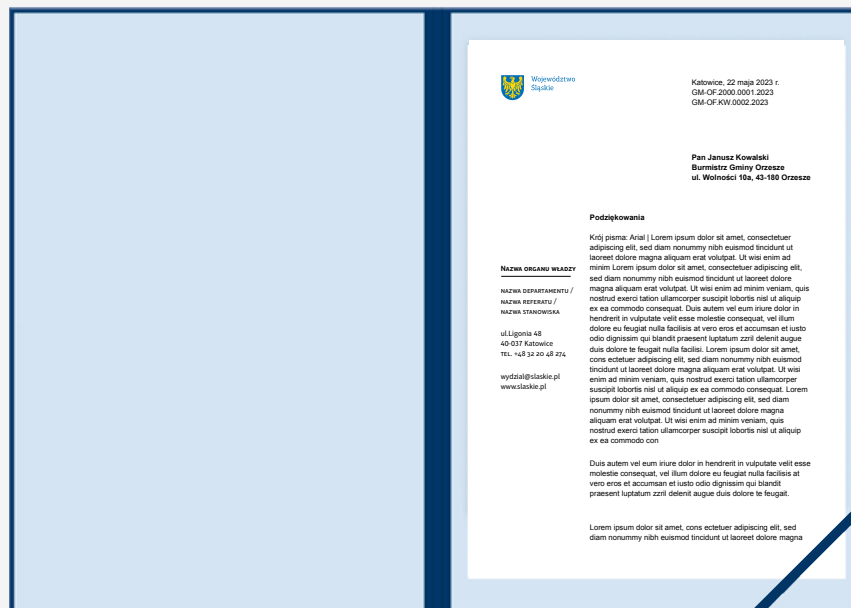 Województwo
Śląskie
Katowice, 22 maja 2023 r.
GM-OF.2000.0001.2023
GM-OF.KW.0002.2023
Pan Janusz Kowalski
Burmistrz Gminy Orzesze
ul. Wolności 10a, 43-180 Orzesze
Nazwa organu władzy
nazwa departamentu /
nazwa referatu /
nazwa stanowiska
ul.Ligonia 48
40-037 Katowice
tel. +48 32 20 48 274
wydzial@slaskie.pl
www.slaskie.pl
Podziękowania
Krój pisma: Arial | Lorem ipsum dolor sit amet, consectetuer
adipiscing elit, sed diam nonummy nibh euismod tincidunt ut
laoreet dolore magna aliquam erat volutpat. Ut wisi enim ad
minim Lorem ipsum dolor sit amet, consectetuer adipiscing elit,
sed diam nonummy nibh euismod tincidunt ut laoreet dolore
magna aliquam erat volutpat. Ut wisi enim ad minim veniam, quis
nostrud exerci tation ullamcorper suscipit lobortis nisl ut aliquip
ex ea commodo consequat. Duis autem vel eum iriure dolor in
hendrerit in vulputate velit esse molestie consequat, vel illum
dolore eu feugiat nulla facilisis at vero eros et accumsan et iusto
odio dignissim qui blandit praesent luptatum zzril delenit augue
duis dolore te feugait nulla facilisi. Lorem ipsum dolor sit amet,
cons ectetuer adipiscing elit, sed diam nonummy nibh euismod
tincidunt ut laoreet dolore magna aliquam erat volutpat. Ut wisi
enim ad minim veniam, quis nostrud exerci tation ullamcorper
suscipit lobortis nisl ut aliquip ex ea commodo consequat. Lorem
ipsum dolor sit amet, consectetuer adipiscing elit, sed diam
nonummy nibh euismod tincidunt ut laoreet dolore magna
aliquam erat volutpat. Ut wisi enim ad minim veniam, quis
nostrud exerci tation ullamcorper suscipit lobortis nisl ut aliquip
ex ea commodo con
Duis autem vel eum iriure dolor in hendrerit in vulputate velit esse
molestie consequat, vel illum dolore eu feugiat nulla facilisis at
vero eros et accumsan et iusto odio dignissim qui blandit
praesent luptatum zzril delenit augue duis dolore te feugait.
Lorem ipsum dolor sit amet, cons ectetuer adipiscing elit, sed
diam nonummy nibh euismod tincidunt ut laoreet dolore magna